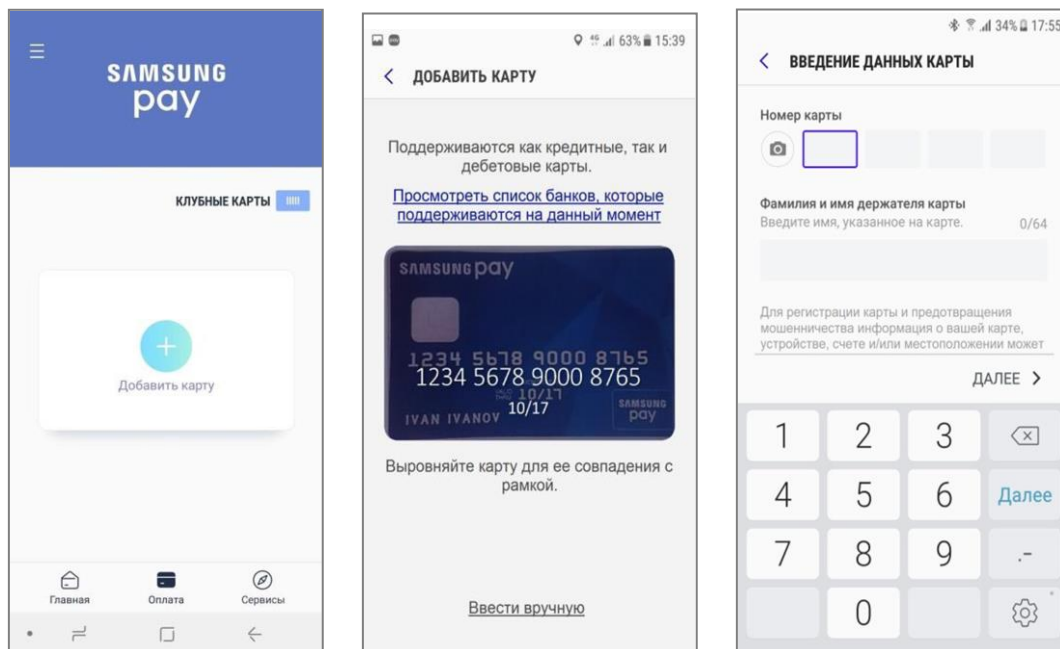 SAMSUNG
pay
КЛУБНЫЕ КАРТЫ
Добавить карту
Главная
Оплата
Сервисы
63% 15:39
ДОБАВИТЬ КАРТУ
Поддерживаются как кредитные, так и
дебетовые карты.
Просмотреть список банков, которые
поддерживаются на данный момент
SAMSUNG pay
1234 5678 9000 8765
1234 5678 9000 8765
10/17
10/17
IVAN IVANOV
SAMSUNG
pay
Выровняйте карту для ее совпадения с
рамкой.
Ввести вручную
34% 17:55
ВВЕДЕНИЕ ДАННЫХ КАРТЫ
Номер карты
Фамилия и имя держателя карты
Введите имя, указанное на карте. 0/64
Для регистрации карты и предотвращения
мошенничества информация о вашей карте,
устройстве, счете и/или местоположении может
ДАЛЕЕ
1 2 3
4 5 6 Далее
7 8 9 .-
0